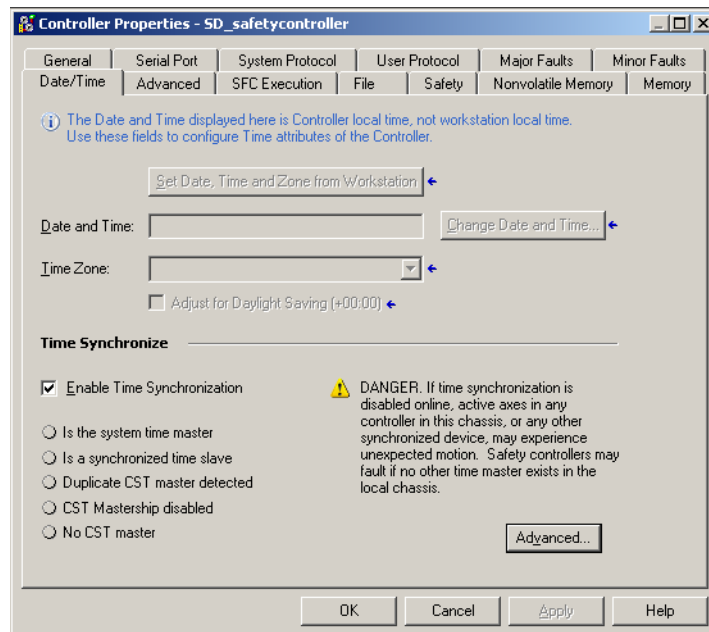 Controller Properties - SD_safetycontroller
General Serial Port System Protocol User Protocol Major Faults Minor Faults
Date/Time Advanced SFC Execution File Safety Nonvolatile Memory Memory
The Date and Time displayed here is Controller local time, not workstation local time.
Use these fields to configure Time attributes of the Controller.
Set Date, Time and Zone from Workstation
Date and Time:
Change Date and Time...
Time Zone:
Adjust for Daylight Saving (+00:00)
Time Synchronize
Enable Time Synchronization
Is the system time master
Is a synchronized time slave
Duplicate CST master detected
CST Mastership disabled
No CST master
DANGER. If time synchronization is
disabled online, active axes in any
controller in this chassis, or any other
synchronized device, may experience
unexpected motion. Safety controllers may
fault if no other time master exists in the
local chassis.
Advanced...
OK Cancel Apply Help